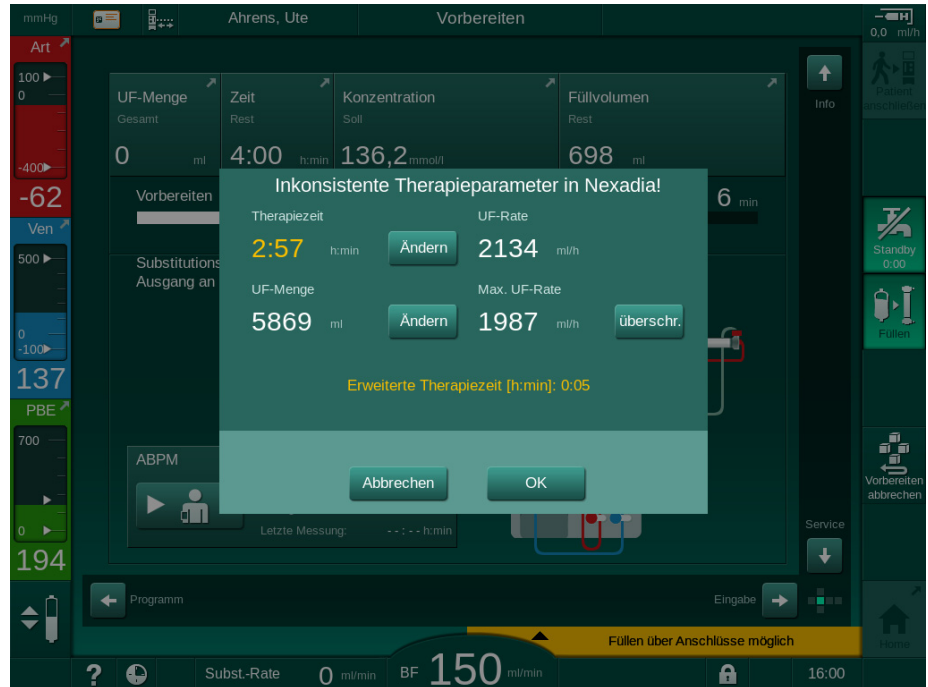 mmHg
Ahrens, Ute
Vorbereiten
0,0 ml/h
Art
100
0
-400
-62
Ven
500
0
-100
137
PBE
700
0
194
UF-Menge
Gesamt
0 ml
Zeit
Rest
4:00 h:min
Konzentration
Soll
136,2 mmol/l
Füllvolumen
Rest
698 ml
Info
Patient
anschließen
Vorbereiten
6 min
Substitutions
Ausgang an
Inkonsistente Therapieparameter in Nexadia!
Therapiezeit
2:57 h:min
Ändern
UF-Rate
2134 ml/h
UF-Menge
5869 ml
Ändern
Max. UF-Rate
1987 ml/h
überschr.
Erweiterte Therapiezeit [h:min]: 0:05
Abbrechen
OK
Standby
0:00
Füllen
ABPM
Letzte Messung: --:-- h:min
Vorbereiten
abbrechen
Service
Programm
Eingabe
Füllen über Anschlüsse möglich
Home
?
Subst.-Rate 0 ml/min
BF 150 ml/min
16:00